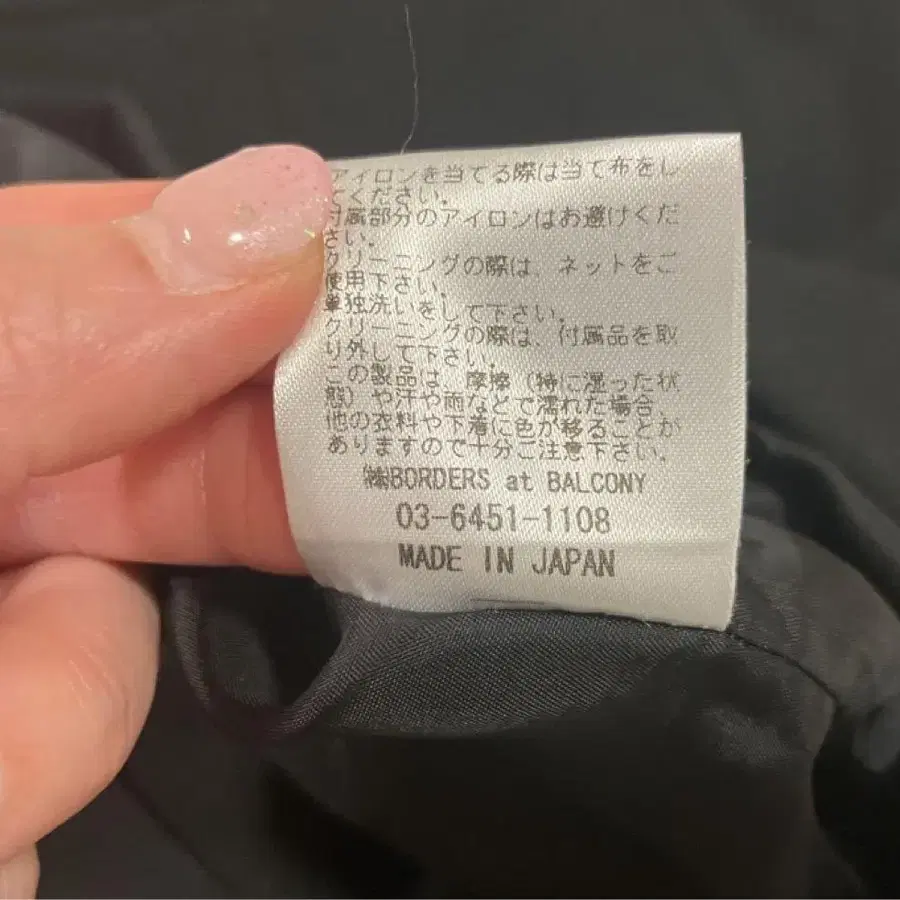 アイロンを当てる際は当て布をし
てください。
付属部分のアイロンはお避けくだ
さい。
クリーニングの際は、ネットをご
使用下さい。
単独洗いをして下さい。
クリーニングの際は、付属品を取
り外して下さい。
この製品は、摩擦（特に湿った状
態）や汗や雨などで濡れた場合、
他の衣料や下着に色が移ることが
ありますので十分ご注意下さい。
㈱BORDERS at BALCONY
03-6451-1108
MADE IN JAPAN